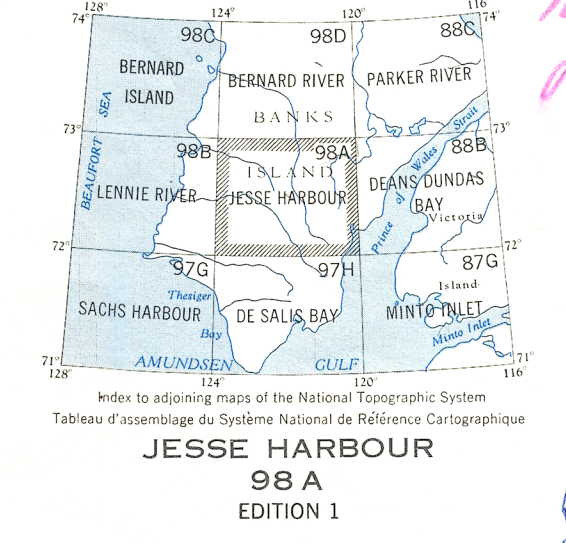 128° 124° 120° 116
74° 98C 98D 88C 74°
BERNARD ISLAND
BERNARD RIVER
PARKER RIVER
BEAUFORT SEA
BANKS
73° 73°
98B 98A 88B
ISLAND
LENNIE RIVER
JESSE HARBOUR
DEANS DUNDAS
BAY
Prince of Wales Strait
Victoria
72° 72°
97G 97H 87G
Island
Thesiger
Bay
SACHS HARBOUR
DE SALIS BAY
MINTO INLET
Minto Inlet
AMUNDSEN GULF
71° 71°
128° 124° 120° 116°
Index to adjoining maps of the National Topographic System
Tableau d'assemblage du Système National de Référence Cartographique
JESSE HARBOUR
98 A
EDITION 1